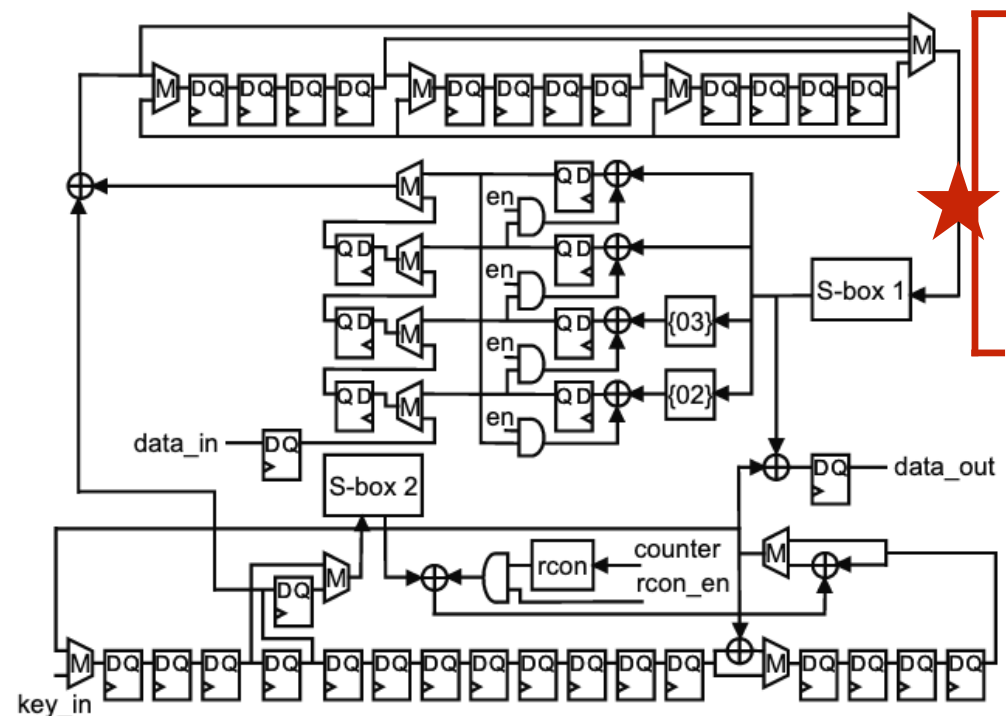 M
M DQ DQ DQ DQ M DQ DQ DQ DQ M DQ DQ DQ DQ
M QD
en
QD M QD
en
S-box 1
QD M QD {03}
en
QD M QD {02}
en
data_in DQ
DQ data_out
S-box 2
M rcon counter
M
DQ rcon_en
M DQ DQ DQ DQ DQ DQ DQ DQ DQ DQ DQ DQ M DQ DQ DQ DQ
key_in